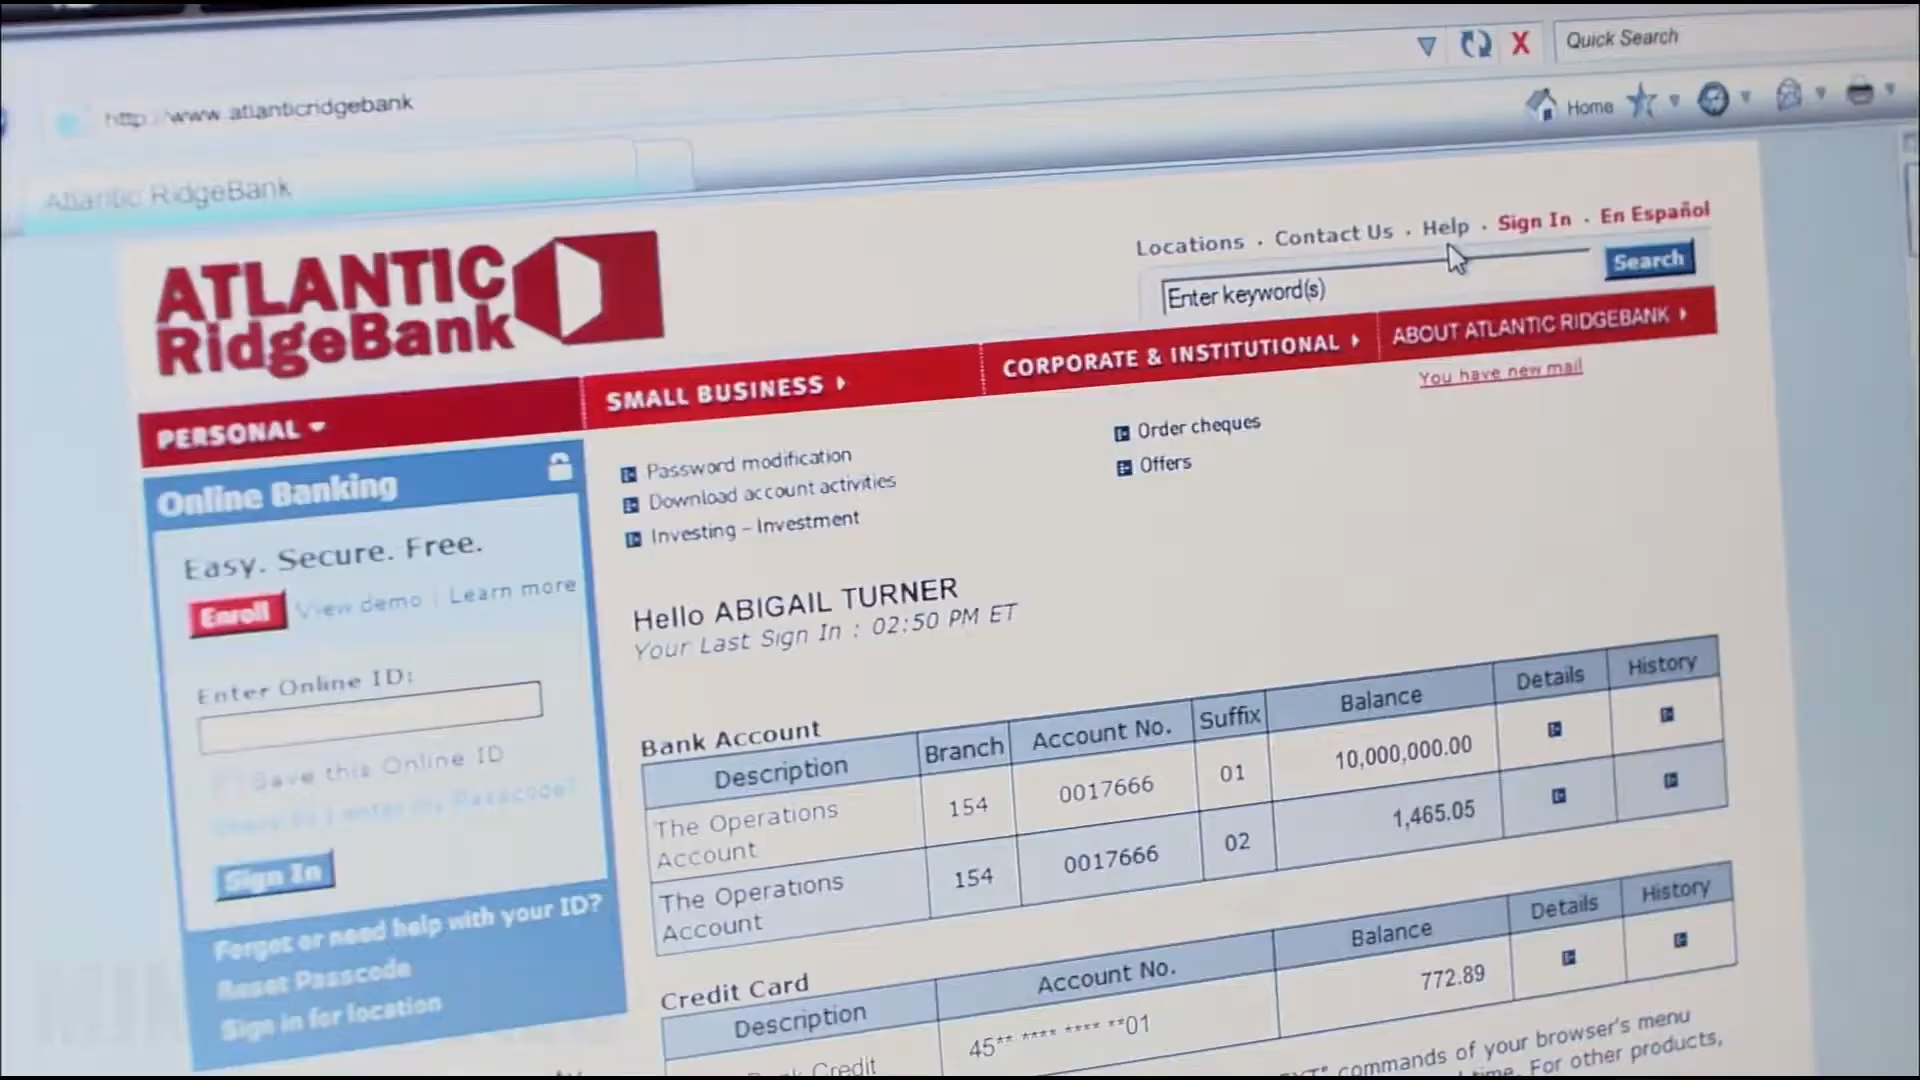 Quick Search
http://www.atlanticridgebank
Home
Atlantic RidgeBank
Locations · Contact Us · Help · Sign In · En Español
ATLANTIC
RidgeBank
Enter keyword(s)
Search
PERSONAL
SMALL BUSINESS
CORPORATE & INSTITUTIONAL
ABOUT ATLANTIC RIDGEBANK
You have new mail
Online Banking
Easy. Secure. Free.
Enroll View demo | Learn more
Enter Online ID:
Save this Online ID
Sign In
Forgot or need help with your ID?
Reset Passcode
Sign in for location
Password modification
Download account activities
Investing - Investment
Order cheques
Offers
Hello ABIGAIL TURNER
Your Last Sign In : 02:50 PM ET
Bank Account
Description Branch Account No. Suffix Balance Details History
The Operations Account 154 0017666 01 10,000,000.00
The Operations Account 154 0017666 02 1,465.05
Credit Card
Description Account No. Balance Details History
Credit 45** **** **** **01 772.89
commands of your browser's menu
time. For other products,